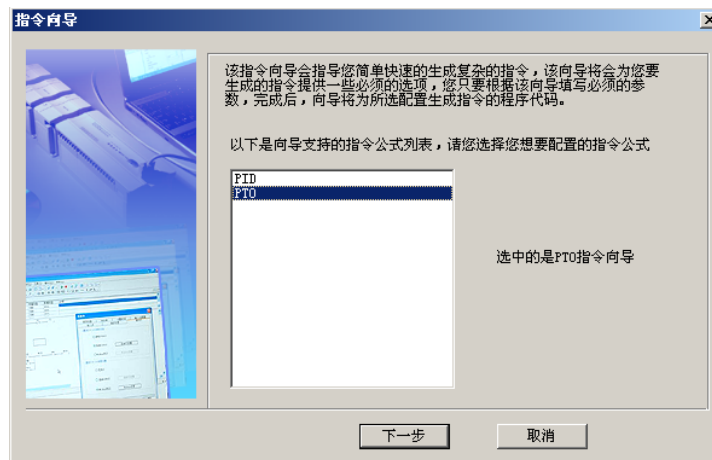 指令向导
该指令向导会指导您简单快速的生成复杂的指令，该向导将会为您要
生成的指令提供一些必须的选项，您只要根据该向导填写必须的参
数，完成后，向导将为所选配置生成指令的程序代码。
以下是向导支持的指令公式列表，请您选择您想要配置的指令公式
PID
PTO
选中的是PTO指令向导
下一步
取消